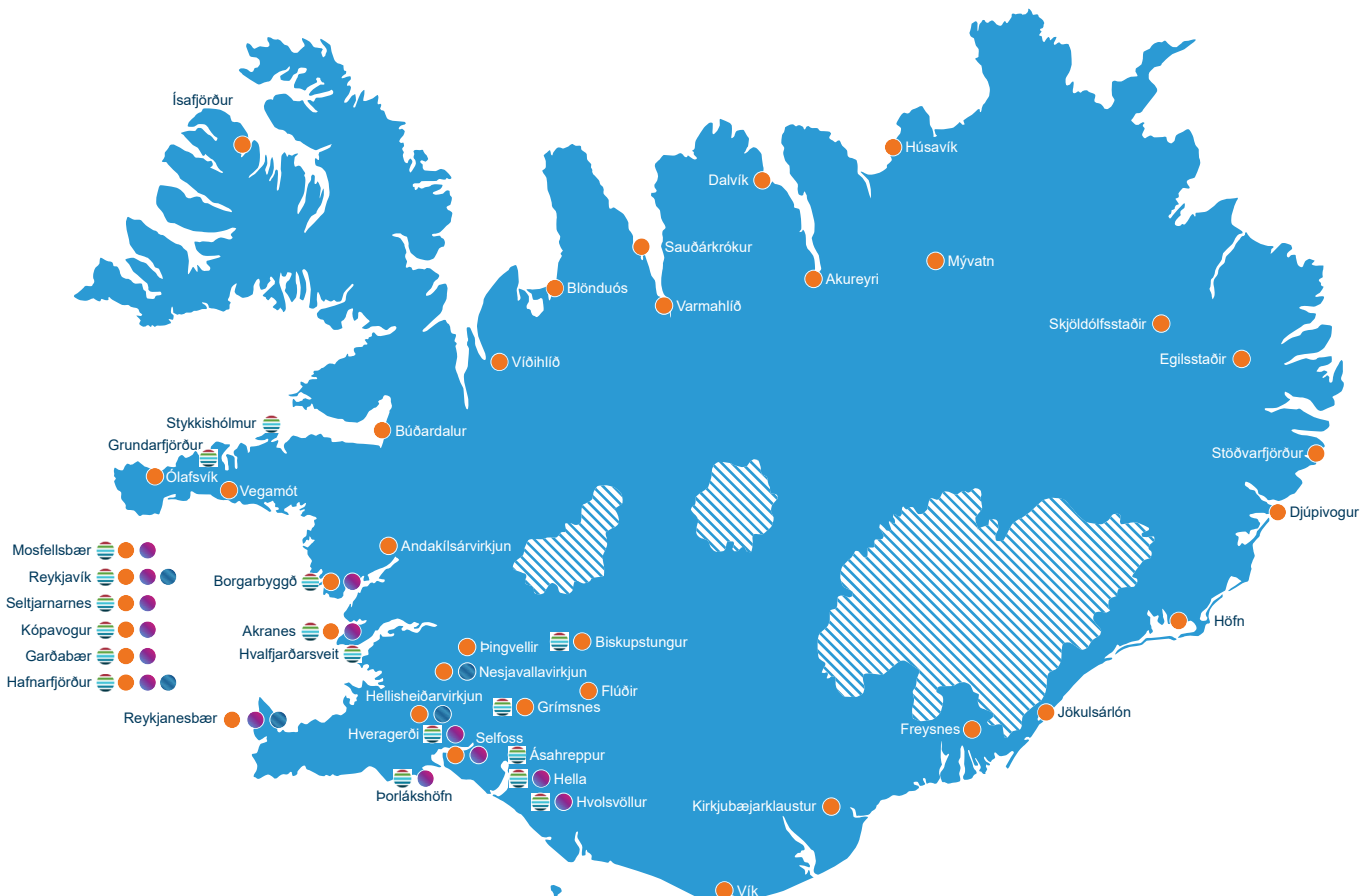 Ísafjörður
Húsavík
Dalvík
Sauðárkrókur
Mývatn
Akureyri
Blönduós
Varmahlíð
Skjöldólfsstaðir
Egilsstaðir
Víðihlíð
Stykkishólmur
Búðardalur
Grundarfjörður
Stöðvarfjörður
Ólafsvík
Vegamót
Djúpivogur
Andakílsárvirkjun
Mosfellsbær
Reykjavík
Borgarbyggð
Seltjarnarnes
Höfn
Kópavogur
Akranes
Biskupstungur
Þingvellir
Hvalfjarðarsveit
Garðabær
Nesjavallavirkjun
Hafnarfjörður
Flúðir
Hellisheiðarvirkjun
Grímsnes
Jökulsárlón
Reykjanesbær
Freysnes
Hveragerði
Selfoss
Ásahreppur
Hella
Þorlákshöfn
Hvolsvöllur
Kirkjubæjarklaustur
Vík